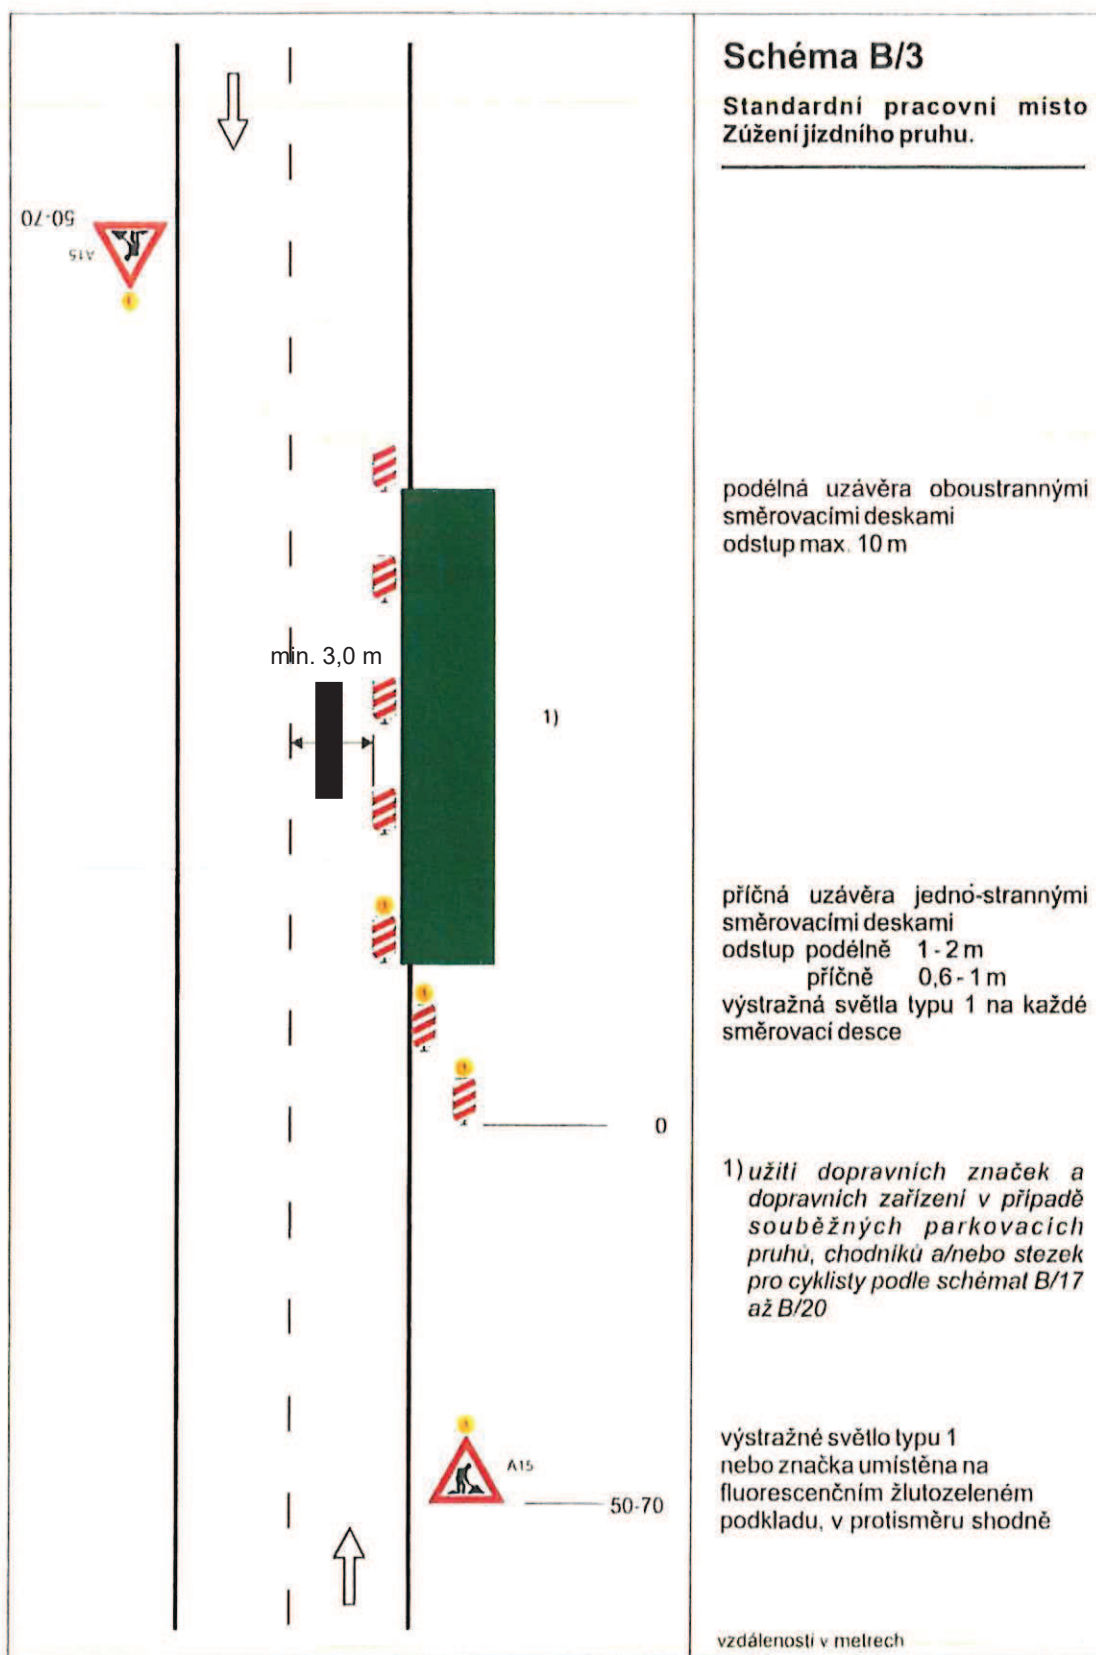 Schéma B/3
Standardní pracovní místo
Zúžení jízdního pruhu.
50-70
A15
podélná uzávěra oboustrannými
směrovacími deskami
odstup max. 10 m
min. 3,0 m
1)
příčná uzávěra jedno-strannými
směrovacími deskami
odstup podélně 1-2 m
příčně 0,6-1 m
výstražná světla typu 1 na každé
směrovací desce
0
1) užití dopravních značek a
dopravních zařízení v případě
souběžných parkovacích
pruhů, chodníků a/nebo stezek
pro cyklisty podle schémat B/17
až B/20
A15
50-70
výstražné světlo typu 1
nebo značka umístěna na
fluorescenčním žlutozeleném
podkladu, v protisměru shodně
vzdálenosti v metrech